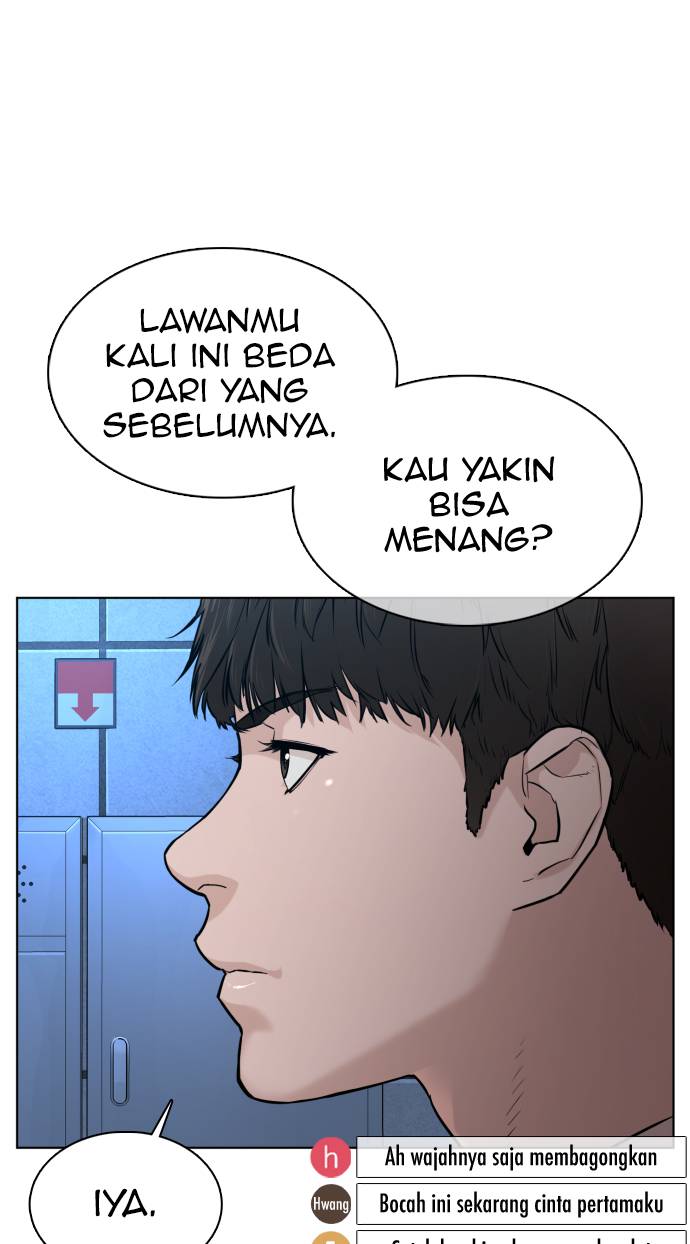 LAWANMU
KALI INI BEDA
DARI YANG
SEBELUMNYA.
KAU YAKIN
BISA
MENANG?
IYA.
h
Ah wajahnya saja membagongkan
Hwang
Bocah ini sekarang cinta pertamaku